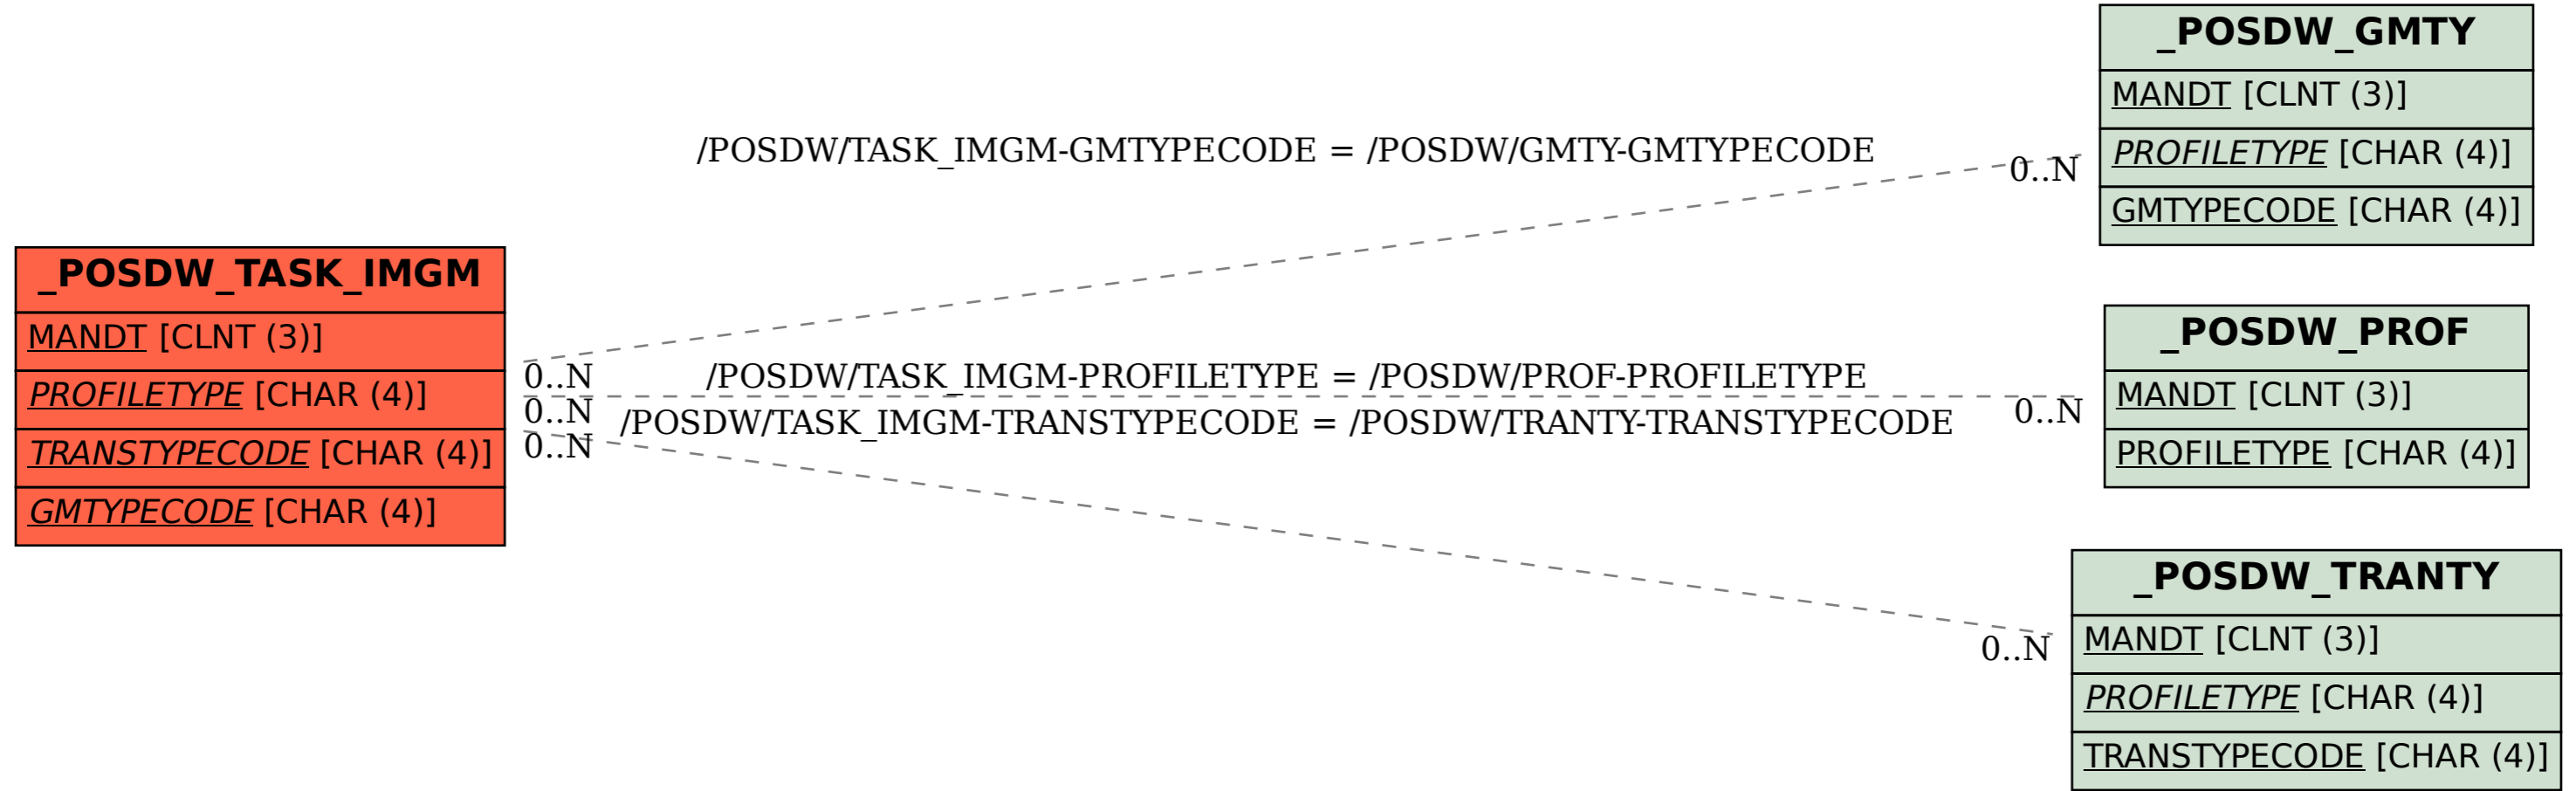 _POSDW_GMTY
MANDT [CLNT (3)]
PROFILETYPE [CHAR (4)]
GMTYPECODE [CHAR (4)]
/POSDW/TASK_IMGM-GMTYPECODE = /POSDW/GMTY-GMTYPECODE
0..N
_POSDW_TASK_IMGM
MANDT [CLNT (3)]
PROFILETYPE [CHAR (4)]
TRANSTYPECODE [CHAR (4)]
GMTYPECODE [CHAR (4)]
0..N
/POSDW/TASK_IMGM-PROFILETYPE = /POSDW/PROF-PROFILETYPE
0..N
0..N
/POSDW/TASK_IMGM-TRANSTYPECODE = /POSDW/TRANTY-TRANSTYPECODE
0..N
_POSDW_PROF
MANDT [CLNT (3)]
PROFILETYPE [CHAR (4)]
0..N
_POSDW_TRANTY
MANDT [CLNT (3)]
PROFILETYPE [CHAR (4)]
TRANSTYPECODE [CHAR (4)]